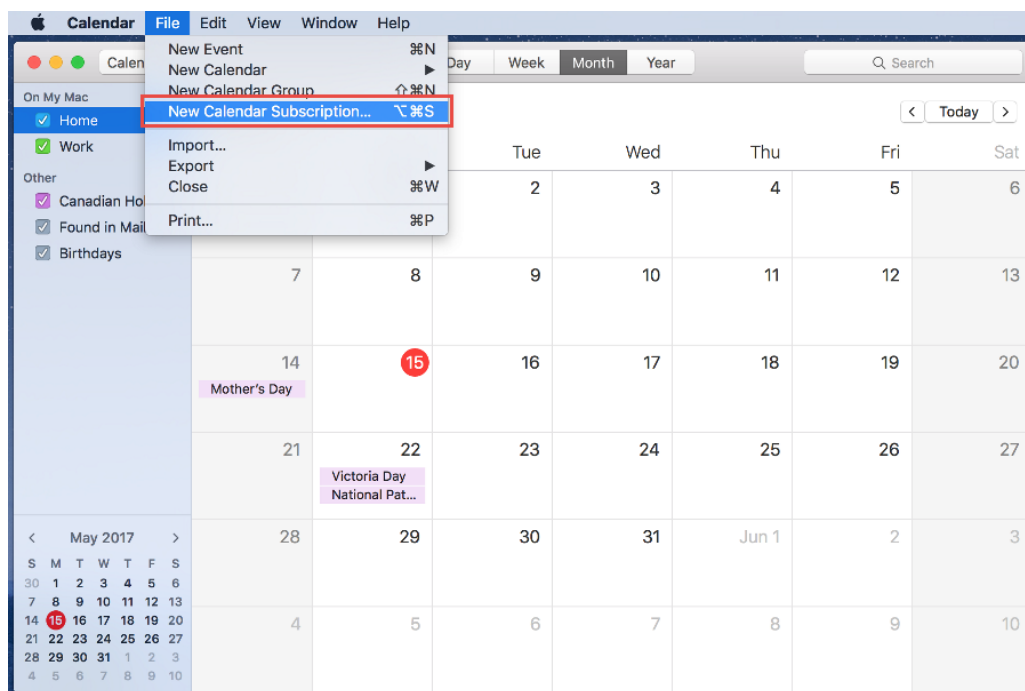 Calendar File Edit View Window Help
New Event ⌘N
New Calendar ▶
New Calendar Group ⇧⌘N
New Calendar Subscription... ⌥⌘S
Import...
Export ▶
Close ⌘W
Print... ⌘P
Calen
Day Week Month Year
Search
On My Mac
Home
Work
Other
Canadian Hol
Found in Mail
Birthdays
< Today >
Tue Wed Thu Fri Sat
2 3 4 5 6
7 8 9 10 11 12 13
14 15 16 17 18 19 20
Mother's Day
21 22 23 24 25 26 27
Victoria Day
National Pat...
28 29 30 31 Jun 1 2 3
4 5 6 7 8 9 10
< May 2017 >
S M T W T F S
30 1 2 3 4 5 6
7 8 9 10 11 12 13
14 15 16 17 18 19 20
21 22 23 24 25 26 27
28 29 30 31 1 2 3
4 5 6 7 8 9 10